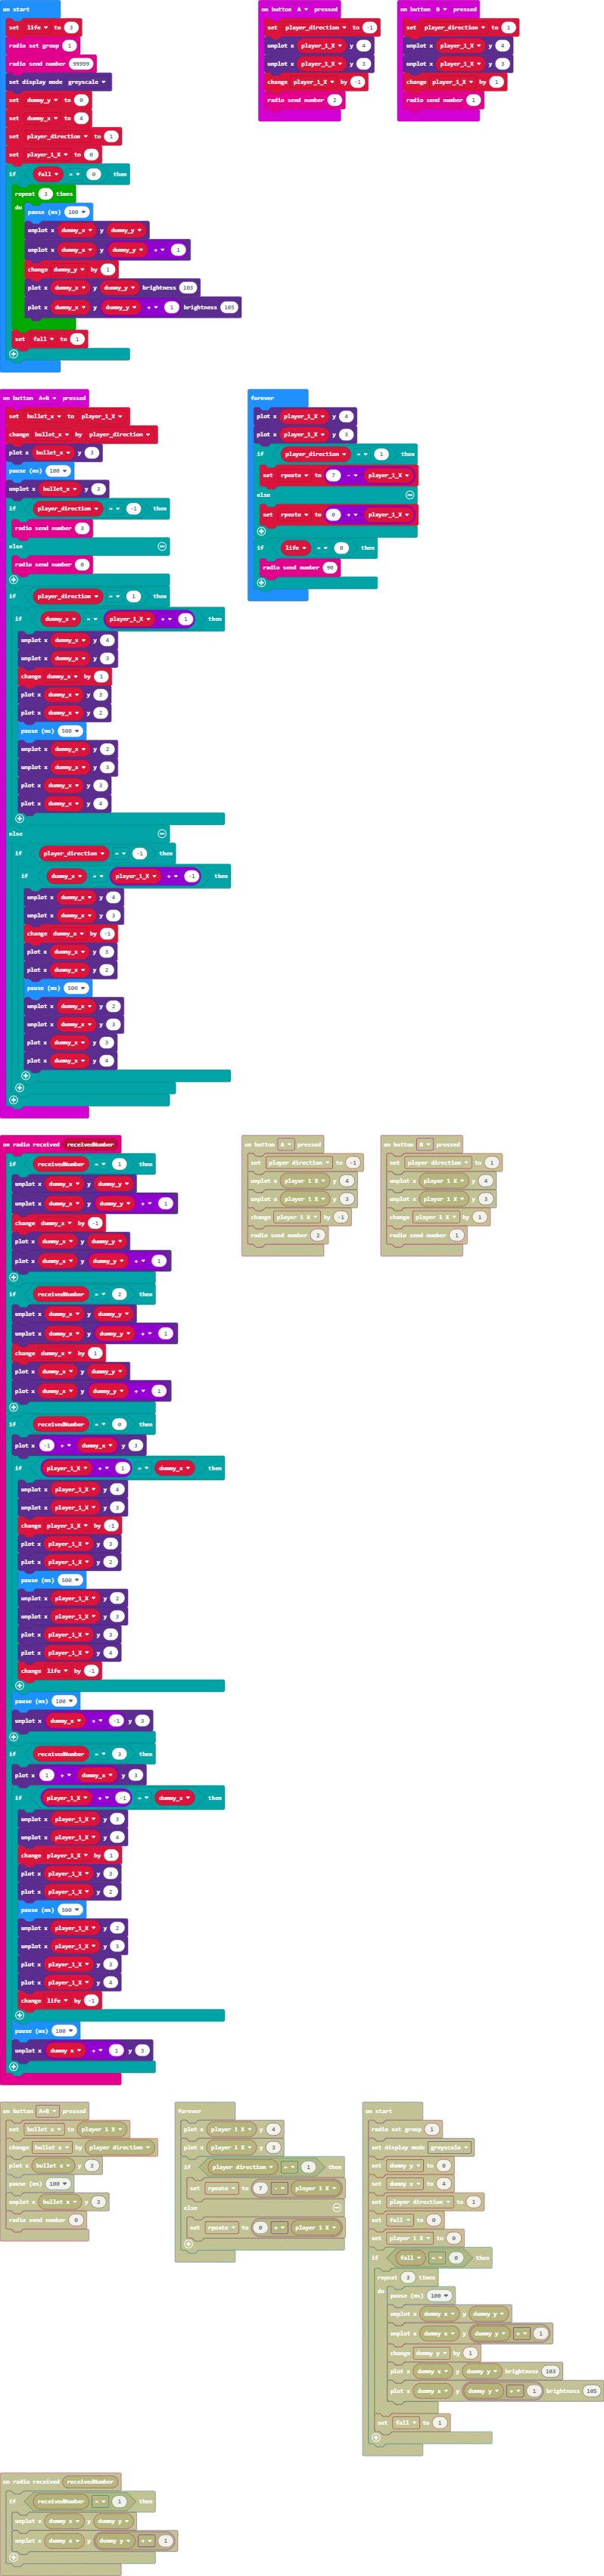 on start
set life to 3
radio set group 1
radio send number 99999
set display mode greyscale
set dummy_y to 0
set dummy_x to 4
set player_direction to 1
set player_1_X to 0
if fall = 0 then
repeat 3 times
do
pause (ms) 100
unplot x dummy_x y dummy_y
unplot x dummy_x y dummy_y + 1
change dummy_y by 1
plot x dummy_x y dummy_y brightness 103
plot x dummy_x y dummy_y + 1 brightness 105
set fall to 1
on button A pressed
set player_direction to -1
unplot x player_1_X y 4
unplot x player_1_X y 3
change player_1_X by -1
radio send number 2
on button B pressed
set player_direction to 1
unplot x player_1_X y 4
unplot x player_1_X y 3
change player_1_X by 1
radio send number 1
on button A+B pressed
set bullet_x to player_1_X
change bullet_x by player_direction
plot x bullet_x y 3
pause (ms) 100
unplot x bullet_x y 3
if player_direction = -1 then
radio send number 3
else
radio send number 0
if player_direction = 1 then
if dummy_x = player_1_X + 1 then
unplot x dummy_x y 4
unplot x dummy_x y 3
change dummy_x by 1
plot x dummy_x y 3
plot x dummy_x y 2
pause (ms) 500
unplot x dummy_x y 2
unplot x dummy_x y 3
plot x dummy_x y 3
plot x dummy_x y 4
else
if player_direction = -1 then
if dummy_x = player_1_X + -1 then
unplot x dummy_x y 4
unplot x dummy_x y 3
change dummy_x by -1
plot x dummy_x y 3
plot x dummy_x y 2
pause (ms) 500
unplot x dummy_x y 2
unplot x dummy_x y 3
plot x dummy_x y 3
plot x dummy_x y 4
forever
plot x player_1_X y 4
plot x player_1_X y 3
if player_direction = 1 then
set rpeate to 7 - player_1_X
else
set rpeate to 0 + player_1_X
if life = 0 then
radio send number 90
on radio received receivedNumber
if receivedNumber = 1 then
unplot x dummy_x y dummy_y
unplot x dummy_x y dummy_y + 1
change dummy_x by -1
plot x dummy_x y dummy_y
plot x dummy_x y dummy_y + 1
if receivedNumber = 2 then
unplot x dummy_x y dummy_y
unplot x dummy_x y dummy_y + 1
change dummy_x by 1
plot x dummy_x y dummy_y
plot x dummy_x y dummy_y + 1
if receivedNumber = 0 then
plot x -1 + dummy_x y 3
if player_1_X + 1 = dummy_x then
unplot x player_1_X y 4
unplot x player_1_X y 3
change player_1_X by -1
plot x player_1_X y 3
plot x player_1_X y 2
pause (ms) 500
unplot x player_1_X y 2
unplot x player_1_X y 3
plot x player_1_X y 3
plot x player_1_X y 4
change life by -1
pause (ms) 100
unplot x dummy_x + -1 y 3
if receivedNumber = 3 then
plot x 1 + dummy_x y 3
if player_1_X + -1 = dummy_x then
unplot x player_1_X y 3
unplot x player_1_X y 4
change player_1_X by 1
plot x player_1_X y 3
plot x player_1_X y 2
pause (ms) 500
unplot x player_1_X y 2
unplot x player_1_X y 3
plot x player_1_X y 3
plot x player_1_X y 4
change life by -1
pause (ms) 100
unplot x dummy x + 1 y 3
on button A pressed
set player direction to -1
unplot x player 1 X y 4
unplot x player 1 X y 3
change player 1 X by -1
radio send number 2
on button A pressed
set player direction to 1
unplot x player 1 X y 4
unplot x player 1 X y 3
change player 1 X by 1
radio send number 1
on button A+B pressed
set bullet x to player 1 X
change bullet x by player direction
plot x bullet x y 3
pause (ms) 100
unplot x bullet x y 3
radio send number 0
forever
plot x player 1 X y 4
plot x player 1 X y 3
if player direction = 1 then
set rpeate to 7 - player 1 X
else
set rpeate to 0 + player 1 X
on start
radio set group 1
set display mode greyscale
set dummy y to 0
set dummy x to 4
set player direction to 1
set fall to 0
set player 1 X to 0
if fall = 0 then
repeat 3 times
do
pause (ms) 100
unplot x dummy x y dummy y
unplot x dummy x y dummy y + 1
change dummy y by 1
plot x dummy x y dummy y brightness 103
plot x dummy x y dummy y + 1 brightness 105
set fall to 1
on radio received receivedNumber
if receivedNumber = 1 then
unplot x dummy x y dummy y
unplot x dummy x y dummy y + 1